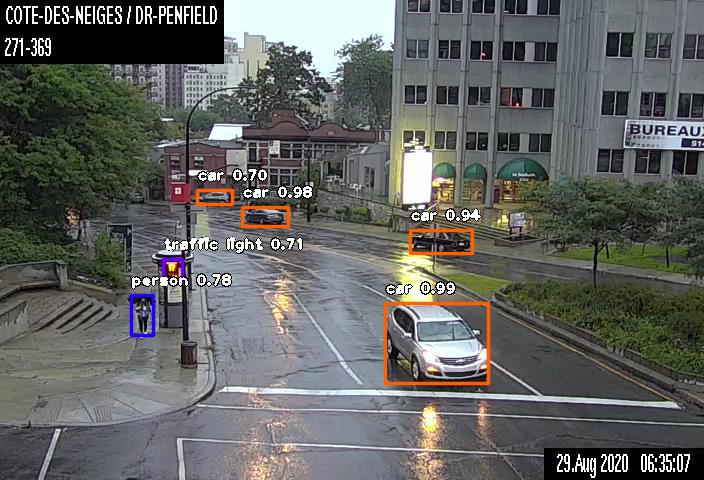 COTE-DES-NEIGES / DR-PENFIELD
271-369
BUREAUX
514
car 0.70
car 0.98
car 0.94
traffic light 0.71
person 0.78
car 0.99
29.Aug 2020 06:35:07